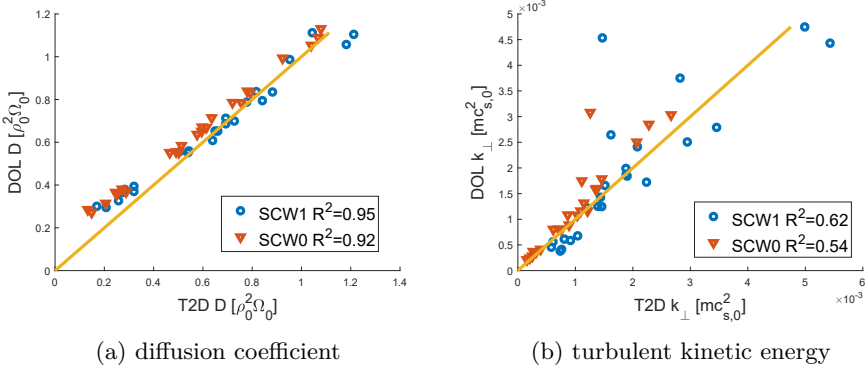 DOL D [ρ₀²Ω₀]
1.2
1
0.8
0.6
0.4
0.2
0
0 0.2 0.4 0.6 0.8 1 1.2 1.4
T2D D [ρ₀²Ω₀]
SCW1 R²=0.95
SCW0 R²=0.92
(a) diffusion coefficient
×10⁻³
DOL k⊥ [mc²s,0]
5
4.5
4
3.5
3
2.5
2
1.5
1
0.5
0
0 1 2 3 4 5 6
×10⁻³
T2D k⊥ [mc²s,0]
SCW1 R²=0.62
SCW0 R²=0.54
(b) turbulent kinetic energy